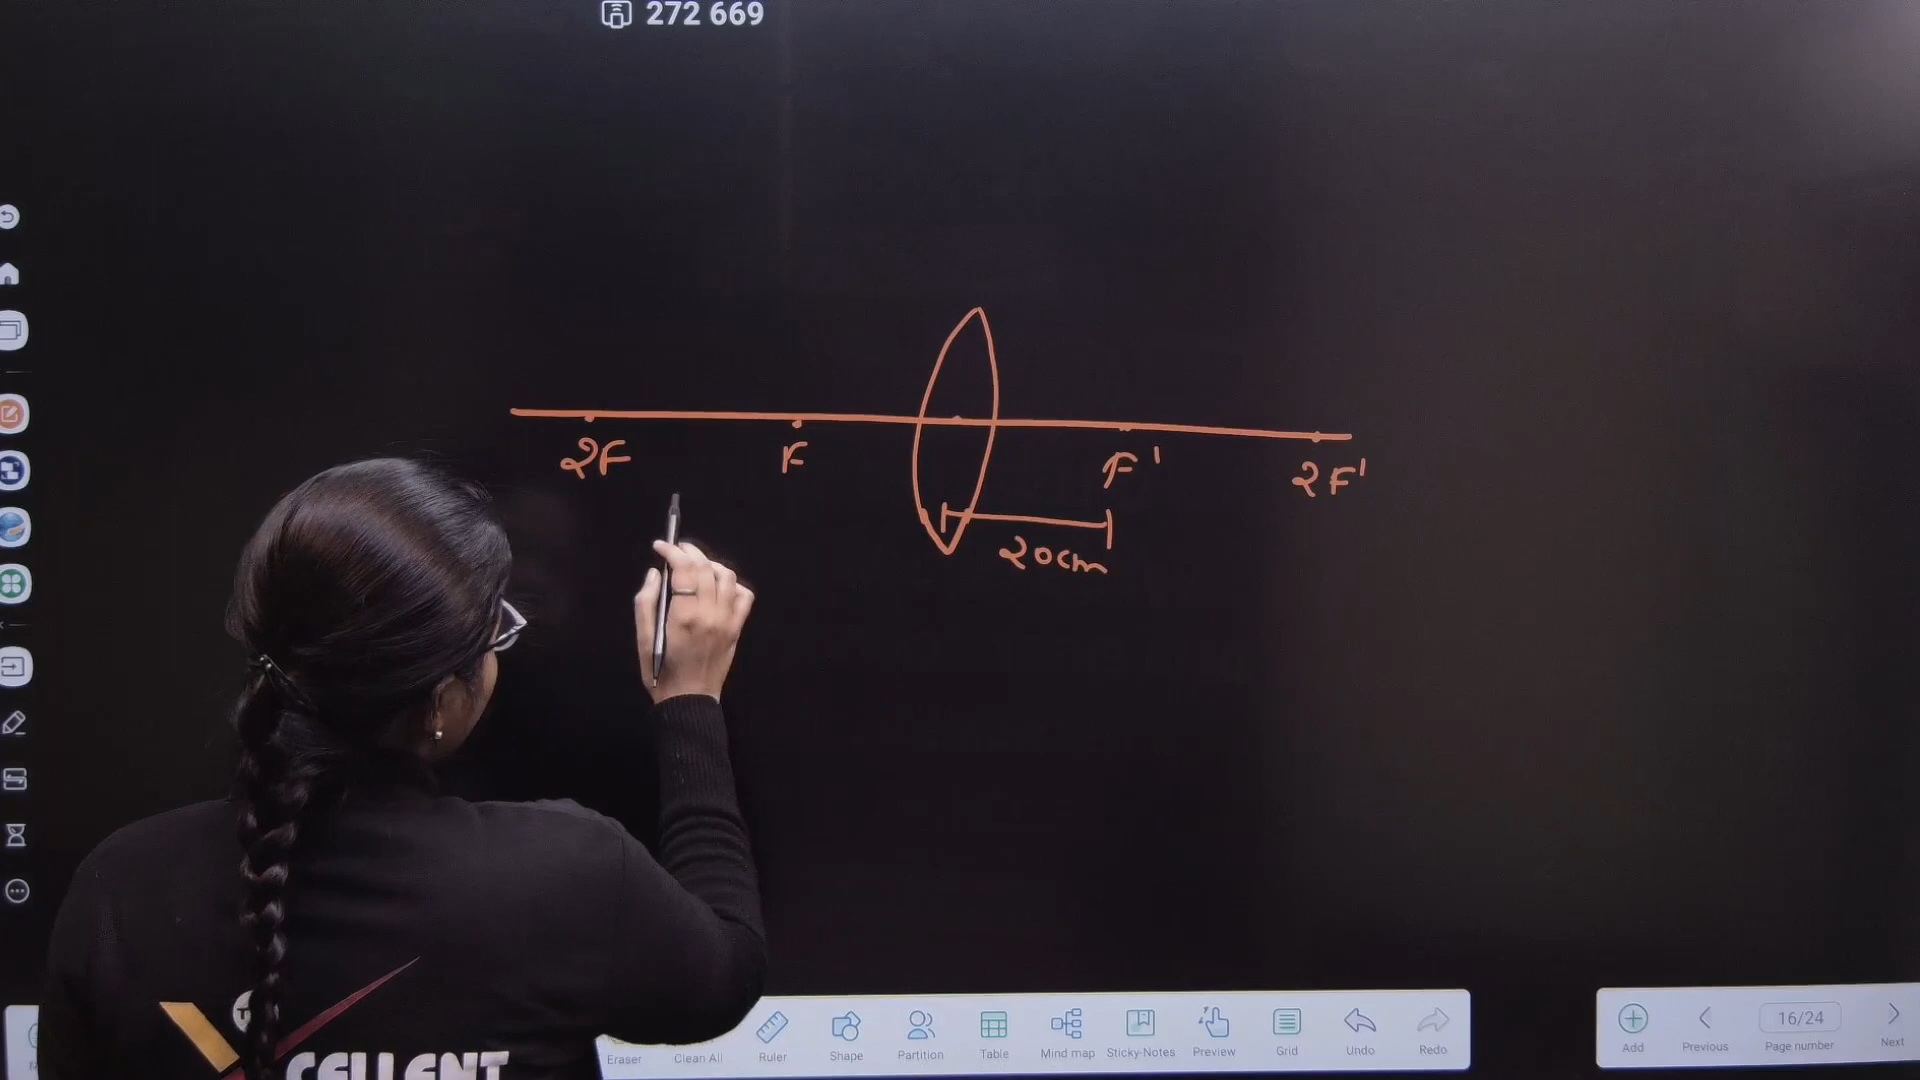 272 669
2F F F' 2F'
20cm
CELLENT
Eraser Clean All Ruler Shape Partition Table Mind map Sticky-Notes Preview Grid Undo Redo
16/24
Add Previous Page number Next